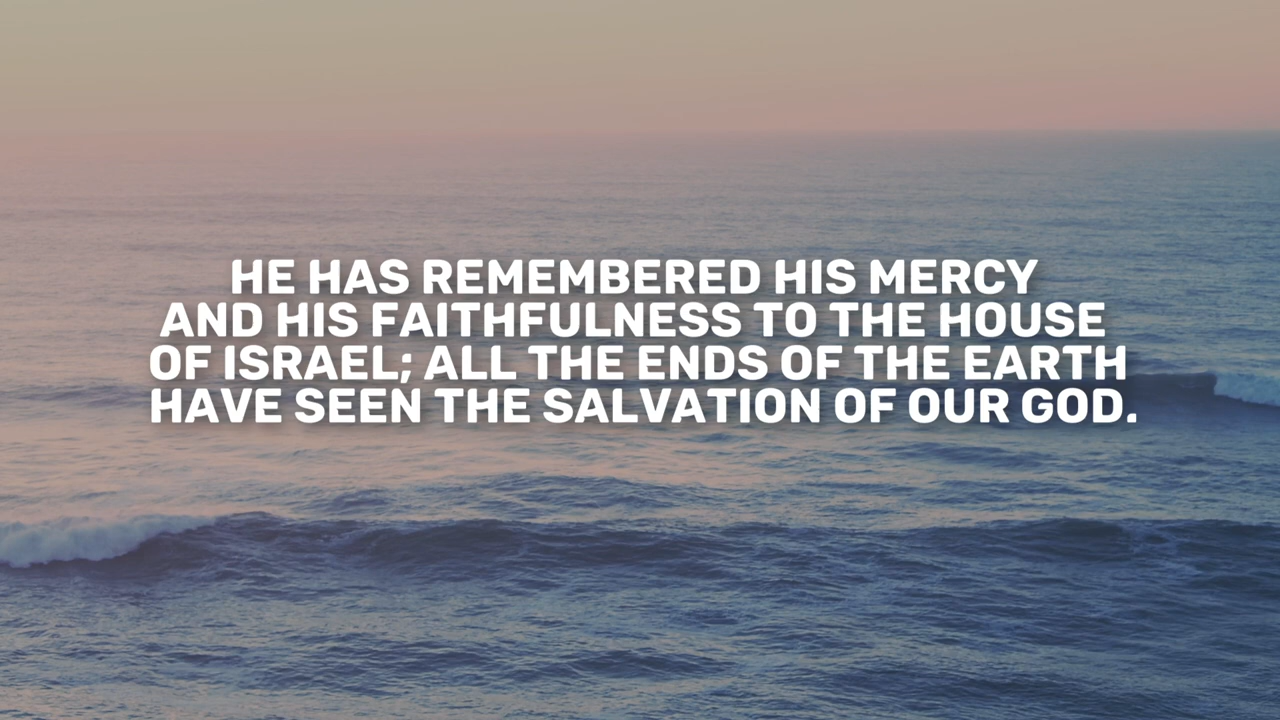 HE HAS REMEMBERED HIS MERCY
AND HIS FAITHFULNESS TO THE HOUSE
OF ISRAEL; ALL THE ENDS OF THE EARTH
HAVE SEEN THE SALVATION OF OUR GOD.